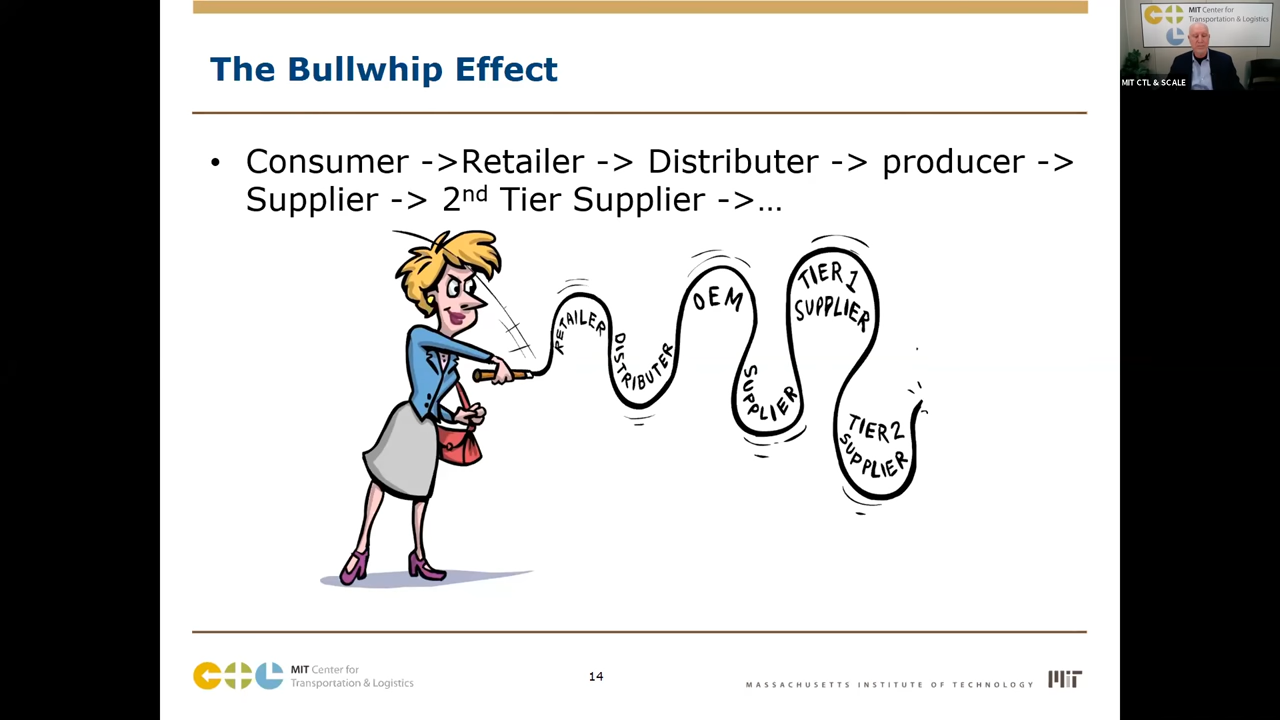 The Bullwhip Effect
• Consumer ->Retailer -> Distributer -> producer ->
Supplier -> 2nd Tier Supplier ->…
RETAILER
DISTRIBUTER
OEM
SUPPLIER
TIER 1
SUPPLIER
TIER 2
SUPPLIER
MIT Center for
Transportation & Logistics
14
MASSACHUSETTS INSTITUTE OF TECHNOLOGY
MIT
MIT Center for
Transportation & Logistics
MIT CTL & SCALE